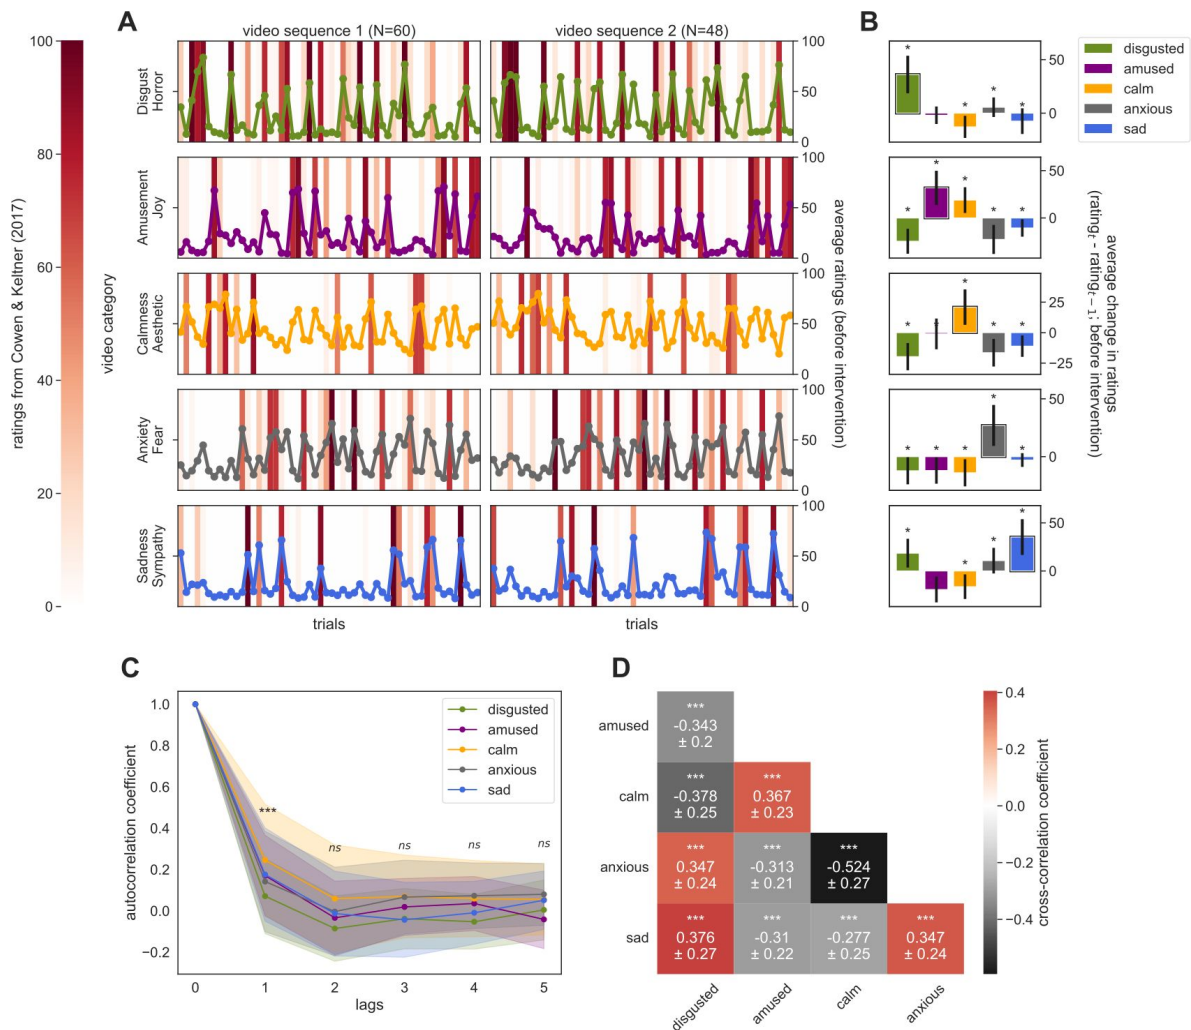 A
B
video sequence 1 (N=60)
video sequence 2 (N=48)
100
80
60
40
20
0
ratings from Cowen & Keltner (2017)
video category
Disgust
Horror
Amusement
Joy
Calmness
Aesthetic
Anxiety
Fear
Sadness
Sympathy
100
50
0
100
50
0
100
50
0
100
50
0
100
50
0
trials
trials
average ratings (before intervention)
*
*
*
*
50
0
*
*
*
*
*
50
0
*
*
*
*
*
25
0
−25
*
*
*
*
*
50
0
*
*
*
*
50
0
average change in ratings
(rating t - rating t − 1; before intervention)
disgusted
amused
calm
anxious
sad
C
1.0
0.8
0.6
0.4
0.2
0.0
−0.2
autocorrelation coefficient
***
ns
ns
ns
ns
disgusted
amused
calm
anxious
sad
0 1 2 3 4 5
lags
D
amused
calm
anxious
sad
***
-0.343
± 0.2
***
-0.378
± 0.25
***
0.367
± 0.23
***
0.347
± 0.24
***
-0.313
± 0.21
***
-0.524
± 0.27
***
0.376
± 0.27
***
-0.31
± 0.22
***
-0.277
± 0.25
***
0.347
± 0.24
disgusted
amused
calm
anxious
0.4
0.2
0.0
−0.2
−0.4
cross-correlation coefficient